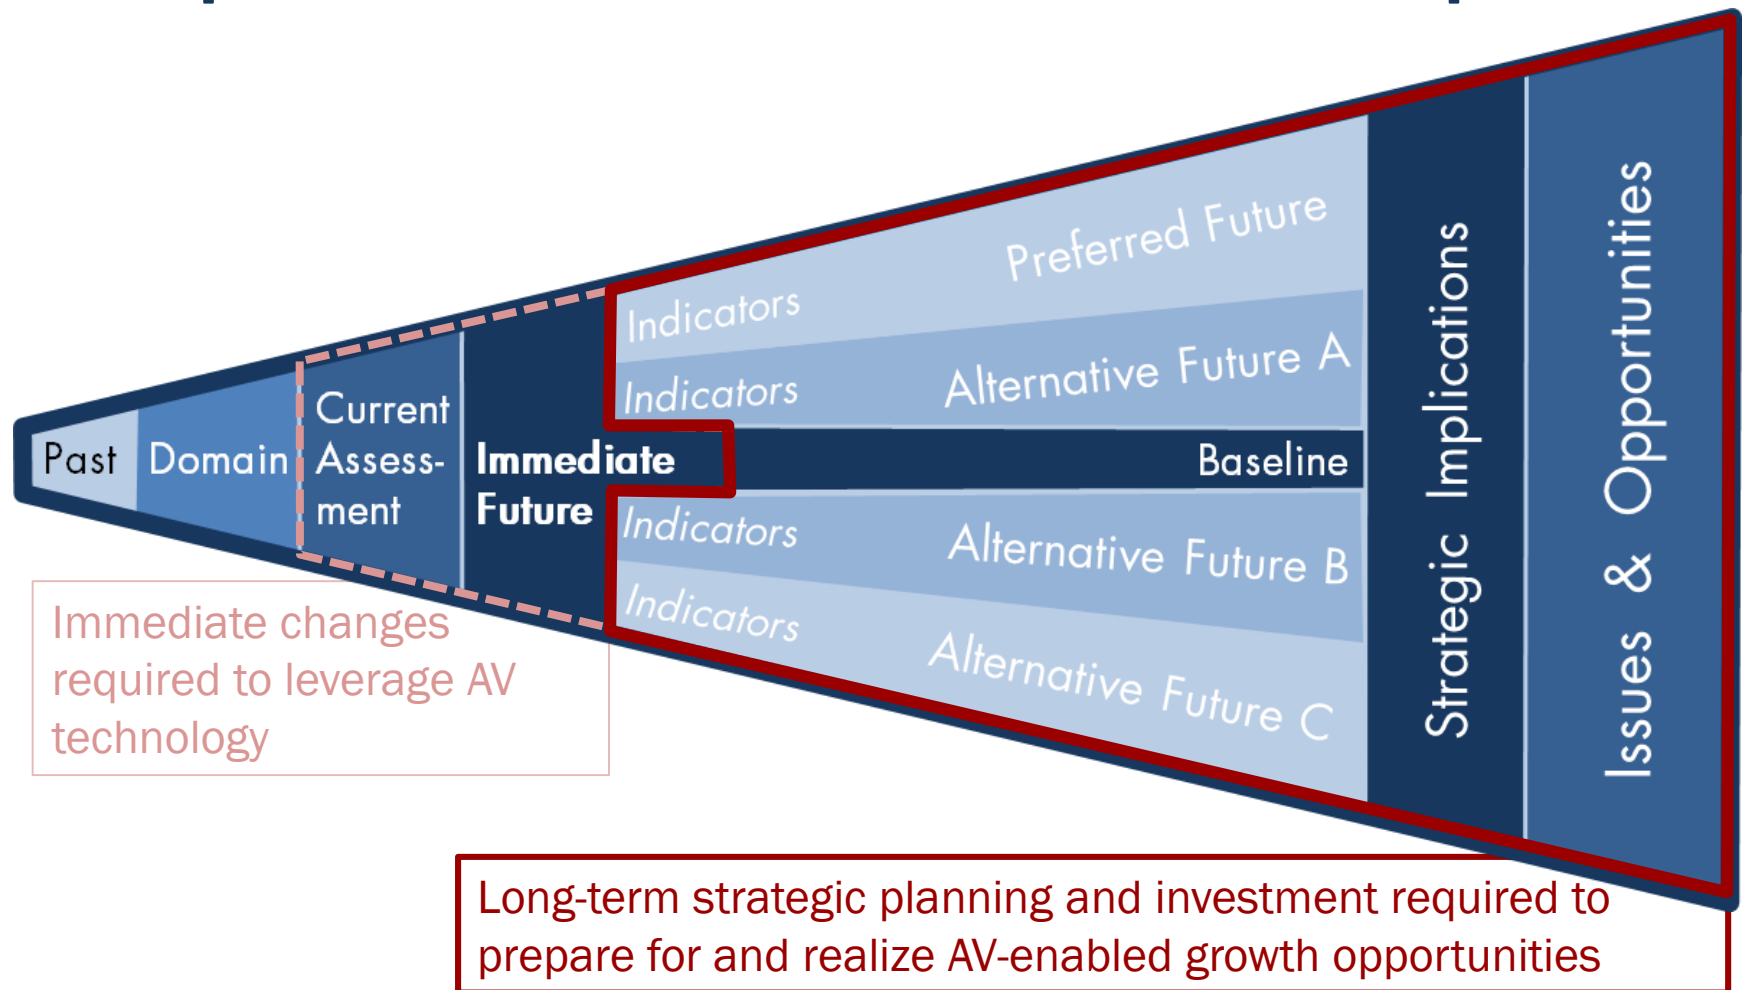 Past
Domain
Current
Assess-
ment
Immediate
Future
Indicators
Preferred Future
Indicators
Alternative Future A
Baseline
Indicators
Alternative Future B
Indicators
Alternative Future C
Strategic Implications
Issues & Opportunities
Immediate changes
required to leverage AV
technology
Long-term strategic planning and investment required to
prepare for and realize AV-enabled growth opportunities